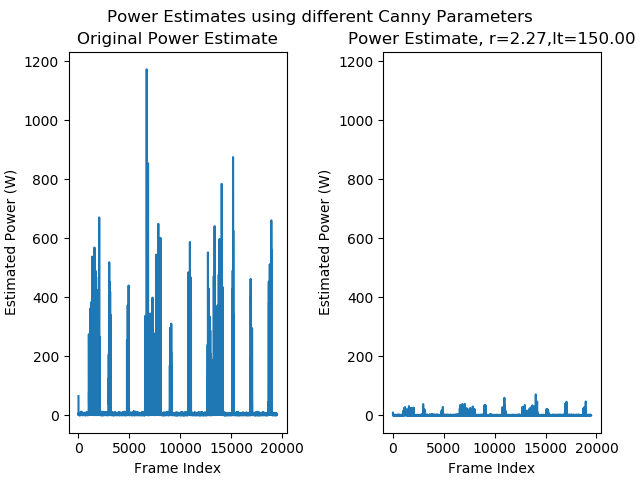 Power Estimates using different Canny Parameters
Original Power Estimate
1200
1000
800
600
400
200
0
Estimated Power (W)
0 5000 10000 15000 20000
Frame Index
Power Estimate, r=2.27,lt=150.00
1200
1000
800
600
400
200
0
Estimated Power (W)
0 5000 10000 15000 20000
Frame Index